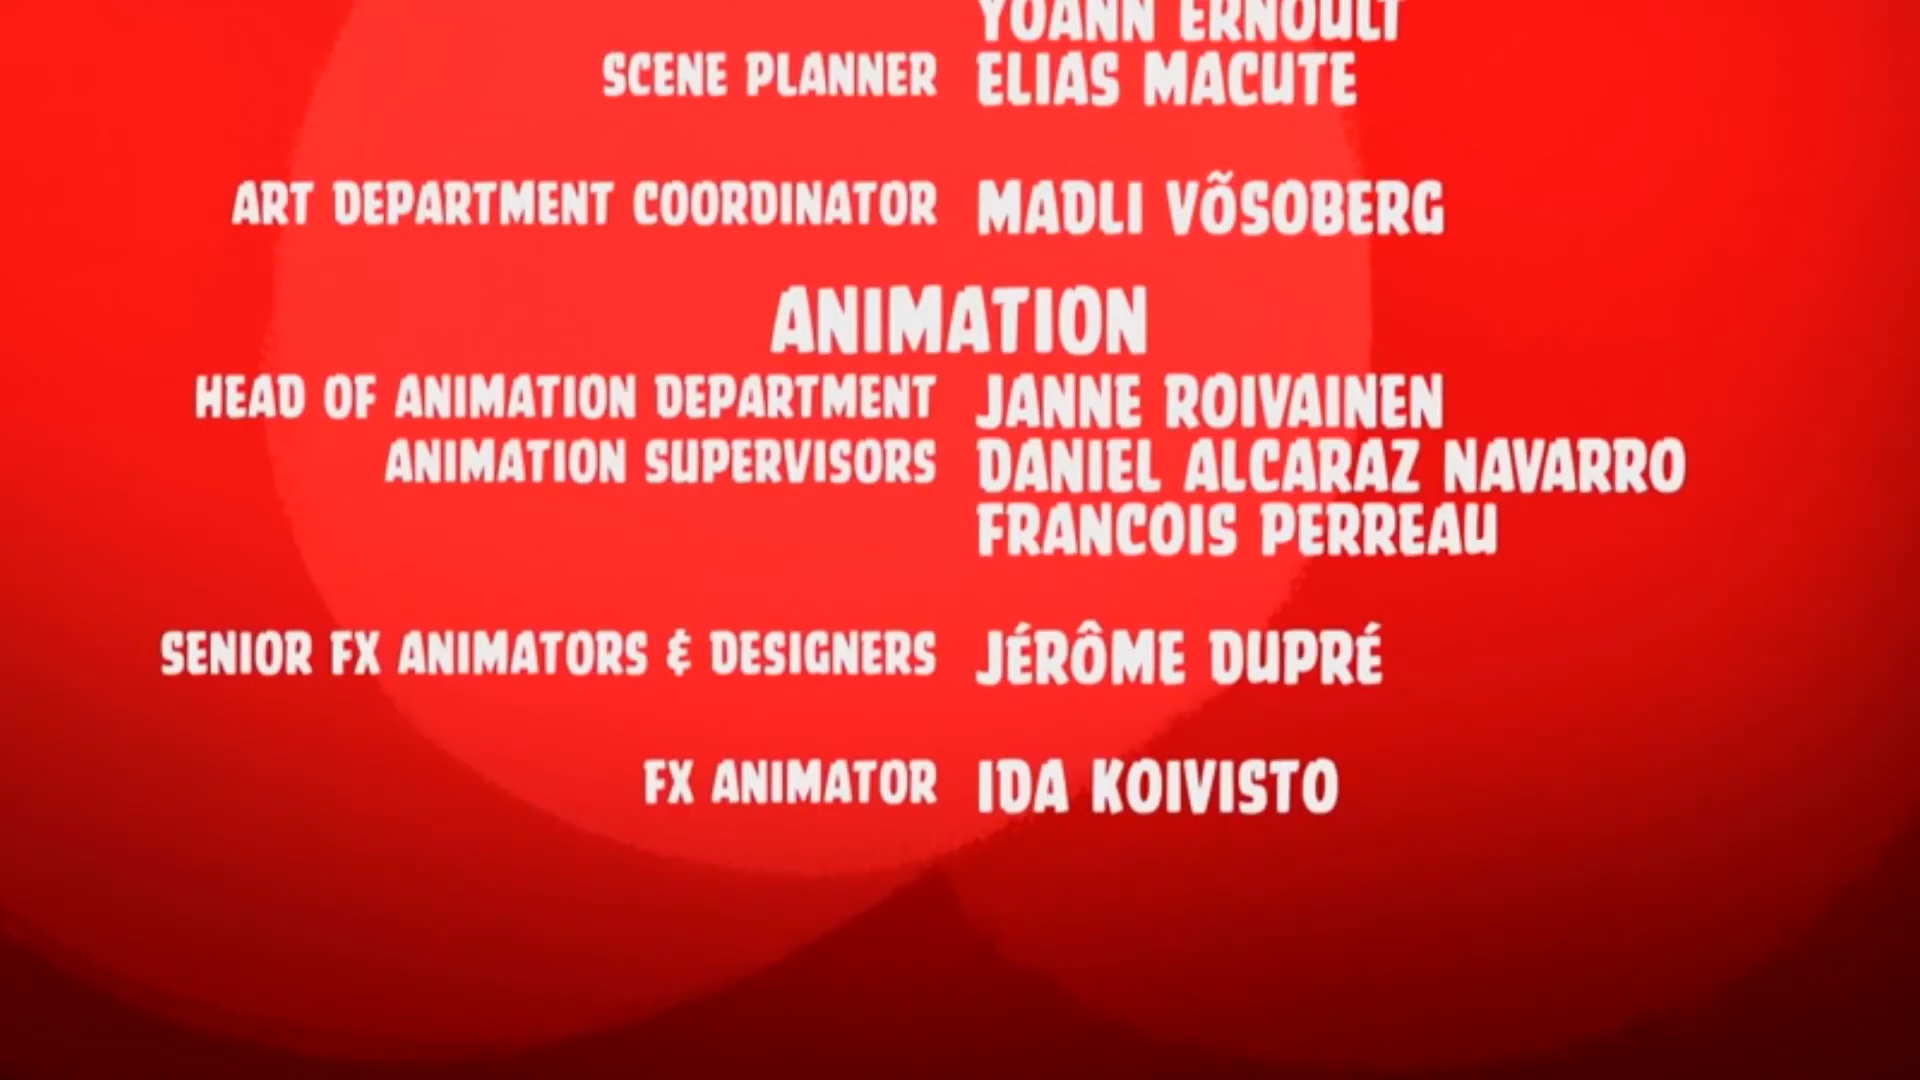 YOANN ERNOULT
SCENE PLANNER ELIAS MACUTE
ART DEPARTMENT COORDINATOR MADLI VÕSOBERG
ANIMATION
HEAD OF ANIMATION DEPARTMENT JANNE ROIVAINEN
ANIMATION SUPERVISORS DANIEL ALCARAZ NAVARRO
FRANCOIS PERREAU
SENIOR FX ANIMATORS & DESIGNERS JÉRÔME DUPRÉ
FX ANIMATOR IDA KOIVISTO